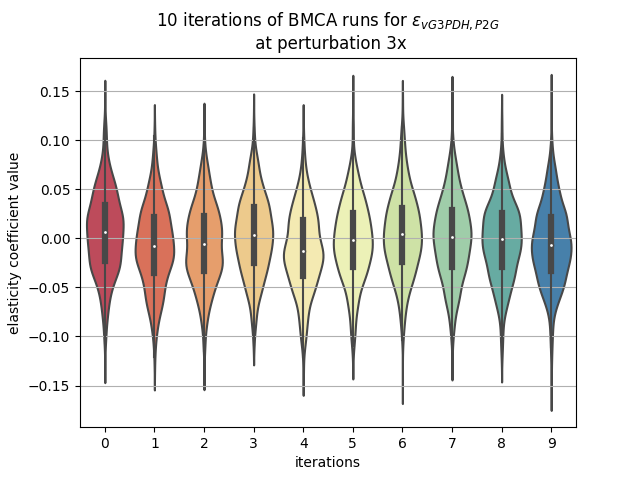 10 iterations of BMCA runs for ε_{vG3PDH,P2G}
at perturbation 3x
elasticity coefficient value
0.15
0.10
0.05
0.00
−0.05
−0.10
−0.15
0 1 2 3 4 5 6 7 8 9
iterations